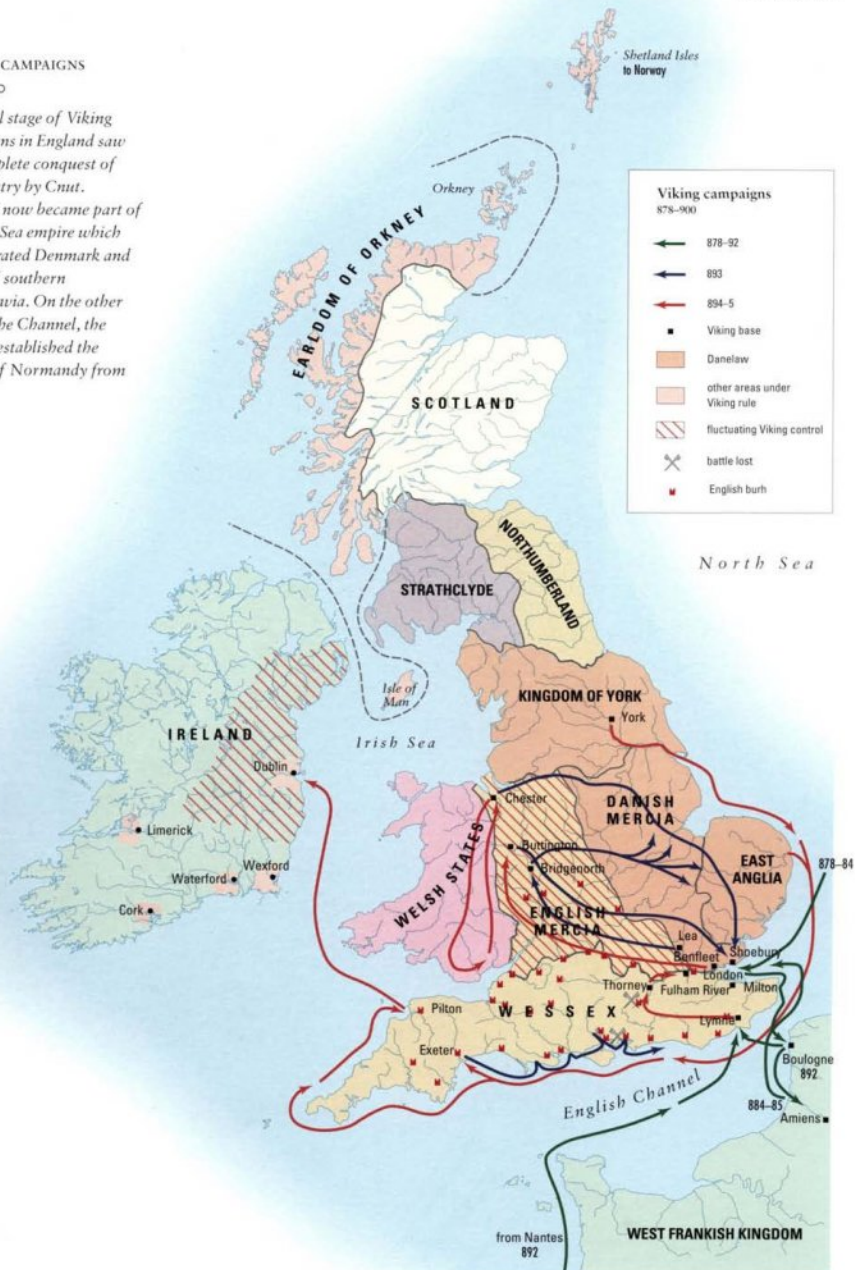 CAMPAIGNS
l stage of Viking
ns in England saw
plete conquest of
try by Cnut.
now became part of
Sea empire which
rated Denmark and
southern
avia. On the other
he Channel, the
established the
f Normandy from
Shetland Isles
to Norway
Orkney
EARLDOM OF ORKNEY
Viking campaigns
878–900
878–92
893
894–5
Viking base
Danelaw
other areas under
Viking rule
fluctuating Viking control
battle lost
English burh
SCOTLAND
North Sea
NORTHUMBERLAND
STRATHCLYDE
Isle of
Man
KINGDOM OF YORK
York
IRELAND
Irish Sea
Dublin
Chester
DANISH
MERCIA
Limerick
Buttington
EAST
ANGLIA
878–84
Bridgenorth
WELSH STATES
Waterford
Wexford
Cork
ENGLISH
MERCIA
Lea
Shoebury
Benfleet
London
Thorney
Fulham River
Milton
Pilton
WESSEX
Lymne
Exeter
Boulogne
892
English Channel
884–85
Amiens
from Nantes
892
WEST FRANKISH KINGDOM